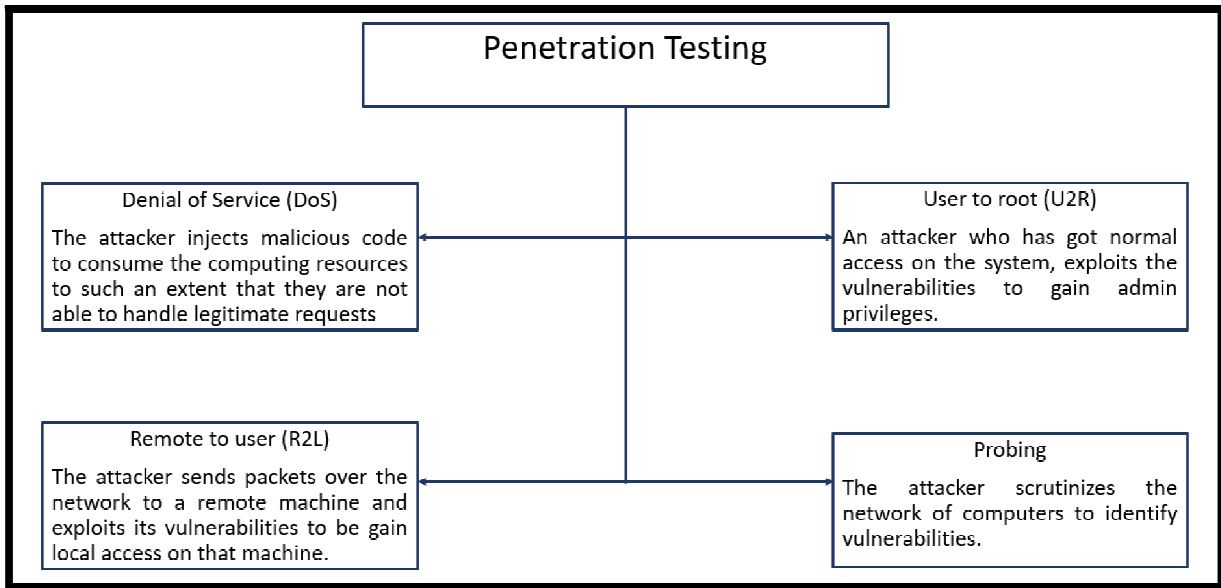 Penetration Testing
Denial of Service (DoS)
The attacker injects malicious code
to consume the computing resources
to such an extent that they are not
able to handle legitimate requests
User to root (U2R)
An attacker who has got normal
access on the system, exploits the
vulnerabilities to gain admin
privileges.
Remote to user (R2L)
The attacker sends packets over the
network to a remote machine and
exploits its vulnerabilities to be gain
local access on that machine.
Probing
The attacker scrutinizes the
network of computers to identify
vulnerabilities.